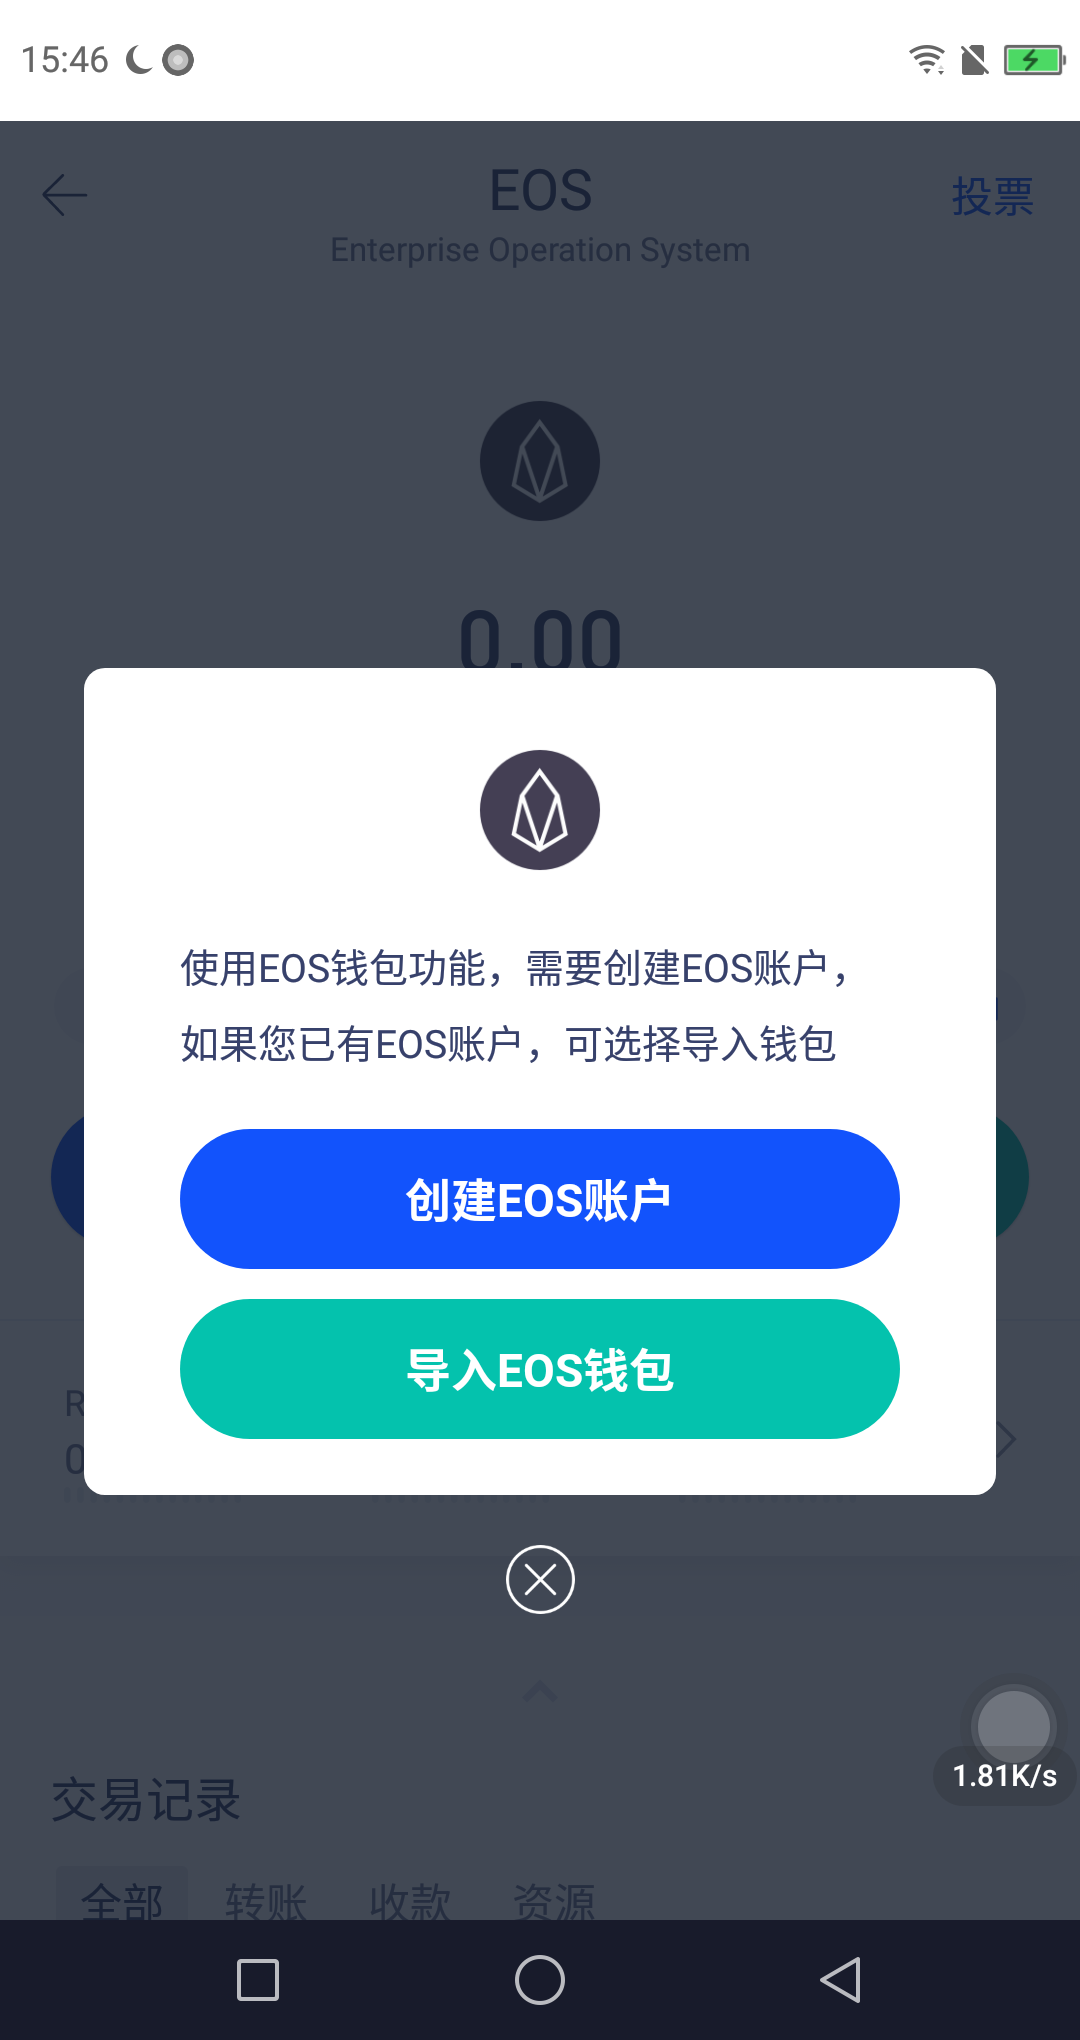 15:46
EOS
投票
Enterprise Operation System
0.00
使用EOS钱包功能，需要创建EOS账户，
如果您已有EOS账户，可选择导入钱包
创建EOS账户
导入EOS钱包
R
0
1.81K/s
交易记录
全部 转账 收款 资源